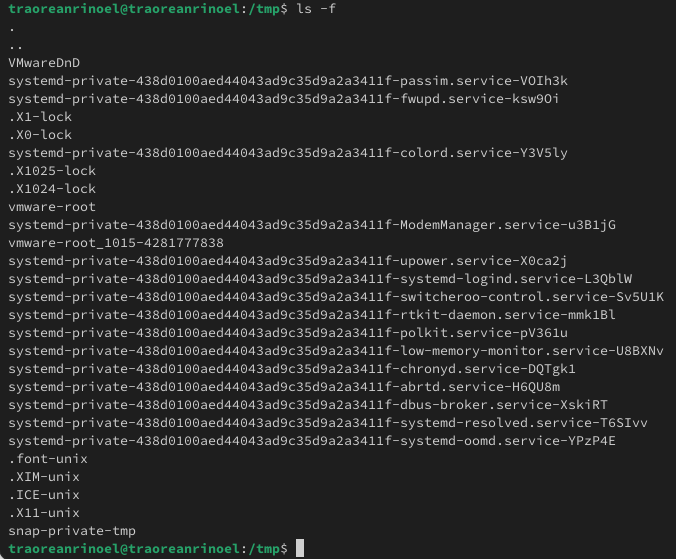 traoreanrinoel@traoreanrinoel:/tmp$ ls -f
.
..
VMwareDnD
systemd-private-438d0100aed44043ad9c35d9a2a3411f-passim.service-VOIh3k
systemd-private-438d0100aed44043ad9c35d9a2a3411f-fwupd.service-ksw9Oi
.X1-lock
.X0-lock
systemd-private-438d0100aed44043ad9c35d9a2a3411f-colord.service-Y3V5ly
.X1025-lock
.X1024-lock
vmware-root
systemd-private-438d0100aed44043ad9c35d9a2a3411f-ModemManager.service-u3B1jG
vmware-root_1015-4281777838
systemd-private-438d0100aed44043ad9c35d9a2a3411f-upower.service-X0ca2j
systemd-private-438d0100aed44043ad9c35d9a2a3411f-systemd-logind.service-L3QblW
systemd-private-438d0100aed44043ad9c35d9a2a3411f-switcheroo-control.service-Sv5U1K
systemd-private-438d0100aed44043ad9c35d9a2a3411f-rtkit-daemon.service-mmk1Bl
systemd-private-438d0100aed44043ad9c35d9a2a3411f-polkit.service-pV361u
systemd-private-438d0100aed44043ad9c35d9a2a3411f-low-memory-monitor.service-U8BXNv
systemd-private-438d0100aed44043ad9c35d9a2a3411f-chronyd.service-DQTgk1
systemd-private-438d0100aed44043ad9c35d9a2a3411f-abrtd.service-H6QU8m
systemd-private-438d0100aed44043ad9c35d9a2a3411f-dbus-broker.service-XskiRT
systemd-private-438d0100aed44043ad9c35d9a2a3411f-systemd-resolved.service-T6SIvv
systemd-private-438d0100aed44043ad9c35d9a2a3411f-systemd-oomd.service-YPzP4E
.font-unix
.XIM-unix
.ICE-unix
.X11-unix
snap-private-tmp
traoreanrinoel@traoreanrinoel:/tmp$